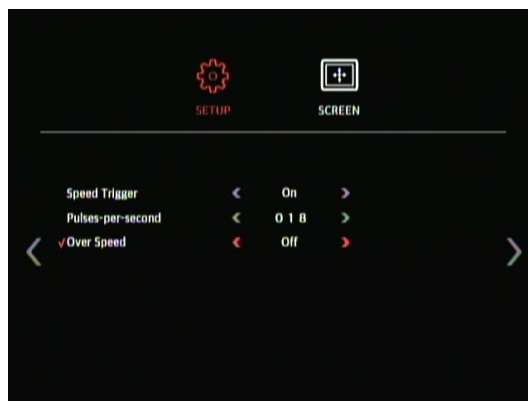 SETUP SCREEN
Speed Trigger On
Pulses-per-second 0 1 8
√Over Speed Off